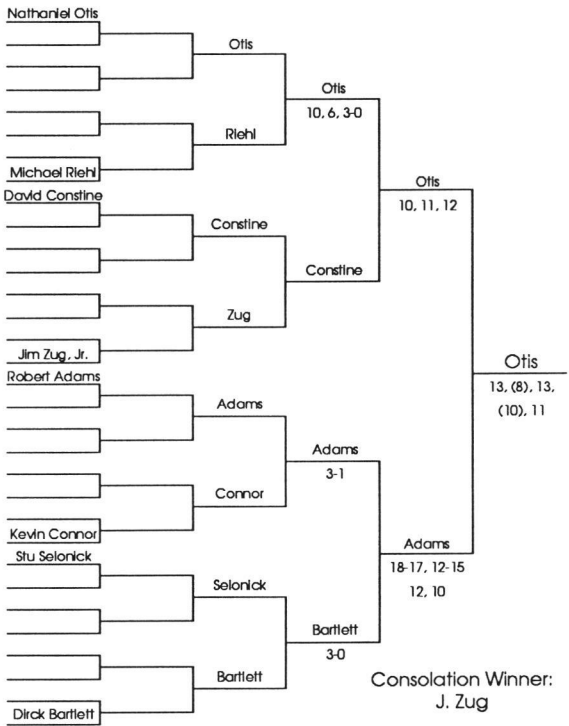 Nathaniel Otis
Otis
Otis
10, 6, 3-0
Riehl
Michael Riehl
David Constine
Otis
10, 11, 12
Constine
Constine
Zug
Jim Zug, Jr.
Otis
13, (8), 13,
(10), 11
Robert Adams
Adams
Adams
3-1
Connor
Kevin Connor
Stu Selonick
Adams
18-17, 12-15
12, 10
Selonick
Bartlett
3-0
Bartlett
Dirck Bartlett
Consolation Winner:
J. Zug